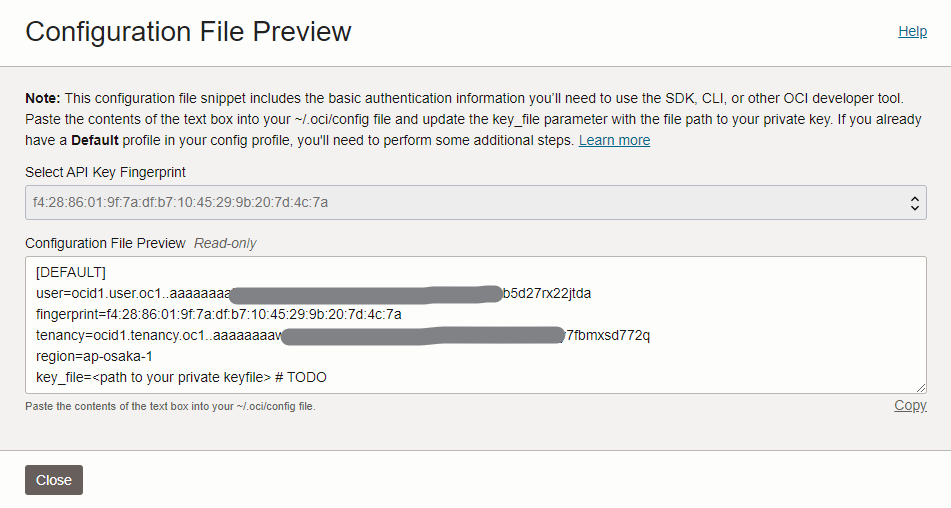 Configuration File Preview
Help
Note: This configuration file snippet includes the basic authentication information you'll need to use the SDK, CLI, or other OCI developer tool.
Paste the contents of the text box into your ~/.oci/config file and update the key_file parameter with the file path to your private key. If you already
have a Default profile in your config profile, you'll need to perform some additional steps. Learn more
Select API Key Fingerprint
f4:28:86:01:9f:7a:df:b7:10:45:29:9b:20:7d:4c:7a
Configuration File Preview Read-only
[DEFAULT]
user=ocid1.user.oc1..aaaaaaaa b5d27rx22jtda
fingerprint=f4:28:86:01:9f:7a:df:b7:10:45:29:9b:20:7d:4c:7a
tenancy=ocid1.tenancy.oc1..aaaaaaaa 7fbmxsd772q
region=ap-osaka-1
key_file=<path to your private keyfile> # TODO
Paste the contents of the text box into your ~/.oci/config file.
Copy
Close